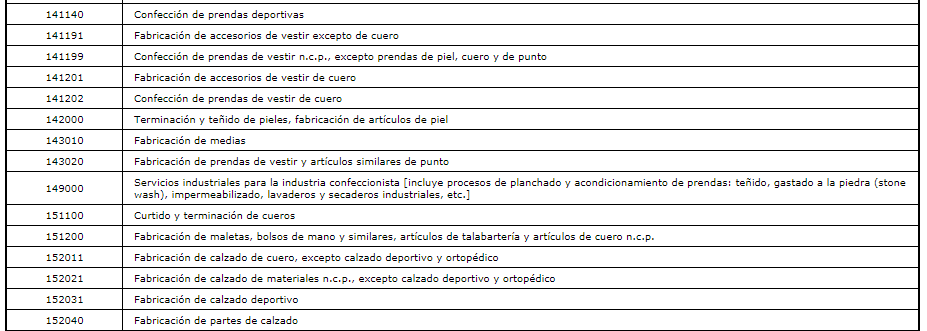 141140 Confección de prendas deportivas
141191 Fabricación de accesorios de vestir excepto de cuero
141199 Confección de prendas de vestir n.c.p., excepto prendas de piel, cuero y de punto
141201 Fabricación de accesorios de vestir de cuero
141202 Confección de prendas de vestir de cuero
142000 Terminación y teñido de pieles, fabricación de artículos de piel
143010 Fabricación de medias
143020 Fabricación de prendas de vestir y artículos similares de punto
149000 Servicios industriales para la industria confeccionista [incluye procesos de planchado y acondicionamiento de prendas: teñido, gastado a la piedra (stone
wash), impermeabilizado, lavaderos y secaderos industriales, etc.]
151100 Curtido y terminación de cueros
151200 Fabricación de maletas, bolsos de mano y similares, artículos de talabartería y artículos de cuero n.c.p.
152011 Fabricación de calzado de cuero, excepto calzado deportivo y ortopédico
152021 Fabricación de calzado de materiales n.c.p., excepto calzado deportivo y ortopédico
152031 Fabricación de calzado deportivo
152040 Fabricación de partes de calzado